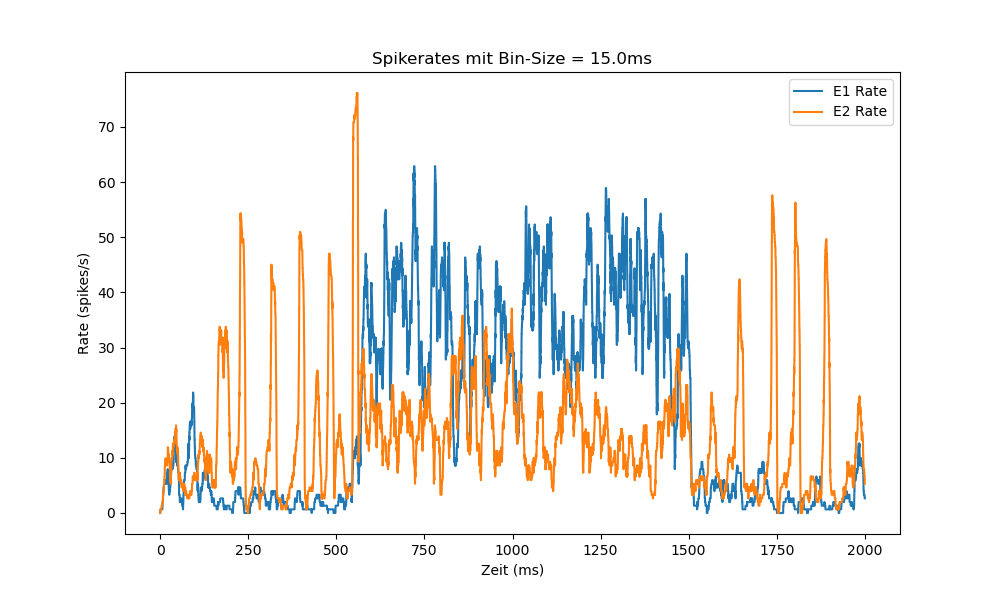 Spikerates mit Bin-Size = 15.0ms
E1 Rate
E2 Rate
Rate (spikes/s)
70
60
50
40
30
20
10
0
0 250 500 750 1000 1250 1500 1750 2000
Zeit (ms)